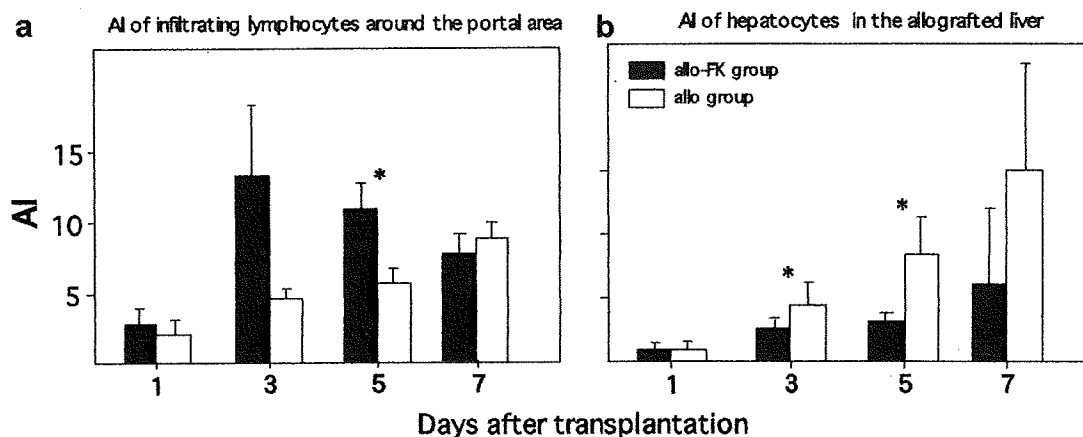 a AI of infiltrating lymphocytes around the portal area
b AI of hepatocytes in the allografted liver
allo-FK group
allo group
AI
15
10
5
*
*
*
1 3 5 7
1 3 5 7
Days after transplantation